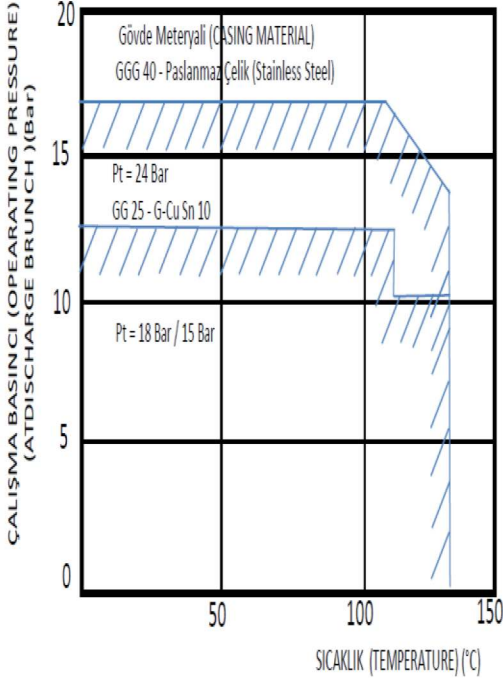 ÇALIŞMA BASINCI (OPEARATING PRESSURE)
(ATDISCHARGE BRUNCH )(Bar)
20
15
10
5
0
Gövde Meteryali (CASING MATERIAL)
GGG 40 - Paslanmaz Çelik (Stainless Steel)
Pt = 24 Bar
GG 25 - G-Cu Sn 10
Pt = 18 Bar / 15 Bar
50
100
150
SICAKLIK (TEMPERATURE) (°C)